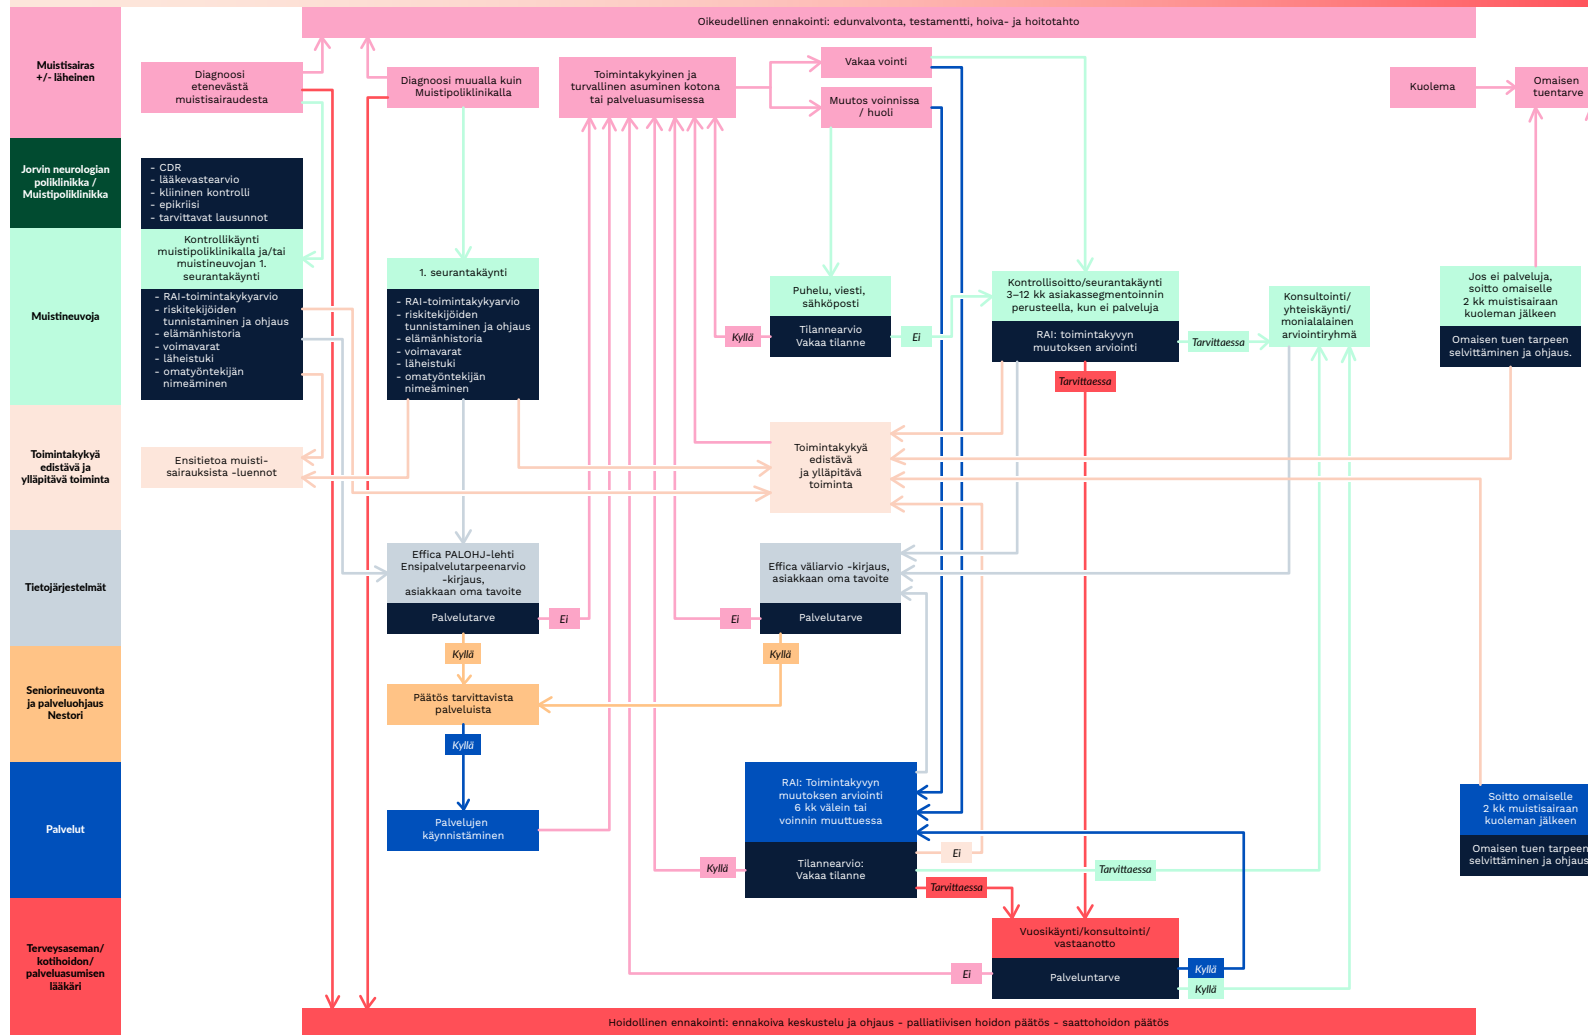 Oikeudellinen ennakointi: edunvalvonta, testamentti, hoiva- ja hoitotahto
Muistisairas
+/- läheinen
Diagnoosi
etenevästä
muistisairaudesta
Diagnoosi muualla kuin
Muistipoliklinikalla
Toimintakykyinen ja
turvallinen asuminen kotona
tai palveluasumisessa
Vakaa vointi
Muutos voinnissa
/ huoli
Kuolema
Omaisen
tuentarve
Jorvin neurologian
poliklinikka /
Muistipoliklinikka
- CDR
- lääkevastearvio
- kliininen kontrolli
- epikriisi
- tarvittavat lausunnot
Muistineuvoja
Kontrollikäynti
muistipoliklinikalla ja/tai
muistineuvojan 1.
seurantakäynti
- RAI-toimintakykyarvio
- riskitekijöiden
tunnistaminen ja ohjaus
- elämänhistoria
- voimavarat
- läheistuki
- omatyöntekijän
nimeäminen
1. seurantakäynti
- RAI-toimintakykyarvio
- riskitekijöiden
tunnistaminen ja ohjaus
- elämänhistoria
- voimavarat
- läheistuki
- omatyöntekijän
nimeäminen
Puhelu, viesti,
sähköposti
Kyllä
Tilannearvio
Vakaa tilanne
Ei
Kontrollisoitto/seurantakäynti
3–12 kk asiakassegmentoinnin
perusteella, kun ei palveluja
RAI: toimintakyvyn
muutoksen arviointi
Tarvittaessa
Tarvittaessa
Konsultointi/
yhteiskäynti/
monialalainen
arviointiryhmä
Jos ei palveluja,
soitto omaiselle
2 kk muistisairaan
kuoleman jälkeen
Omaisen tuen tarpeen
selvittäminen ja ohjaus.
Toimintakykyä
edistävä ja
ylläpitävä toiminta
Ensitietoa muisti-
sairauksista -luennot
Toimintakykyä
edistävä
ja ylläpitävä
toiminta
Tietojärjestelmät
Effica PALOHJ-lehti
Ensipalvelutarpeenarvio
-kirjaus,
asiakkaan oma tavoite
Palvelutarve
Ei
Effica väliarvio -kirjaus,
asiakkaan oma tavoite
Ei
Palvelutarve
Kyllä
Kyllä
Seniorineuvonta
ja palveluohjaus
Nestori
Päätös tarvittavista
palveluista
Kyllä
Palvelut
Palvelujen
käynnistäminen
RAI: Toimintakyvyn
muutoksen arviointi
6 kk välein tai
voinnin muuttuessa
Kyllä
Tilannearvio:
Vakaa tilanne
Ei
Tarvittaessa
Tarvittaessa
Soitto omaiselle
2 kk muistisairaan
kuoleman jälkeen
Omaisen tuen tarpeen
selvittäminen ja ohjaus
Terveysaseman/
kotihoidon/
palveluasumisen
lääkäri
Vuosikäynti/konsultointi/
vastaanotto
Ei
Palveluntarve
Kyllä
Kyllä
Hoidollinen ennakointi: ennakoiva keskustelu ja ohjaus - palliatiivisen hoidon päätös - saattohoidon päätös